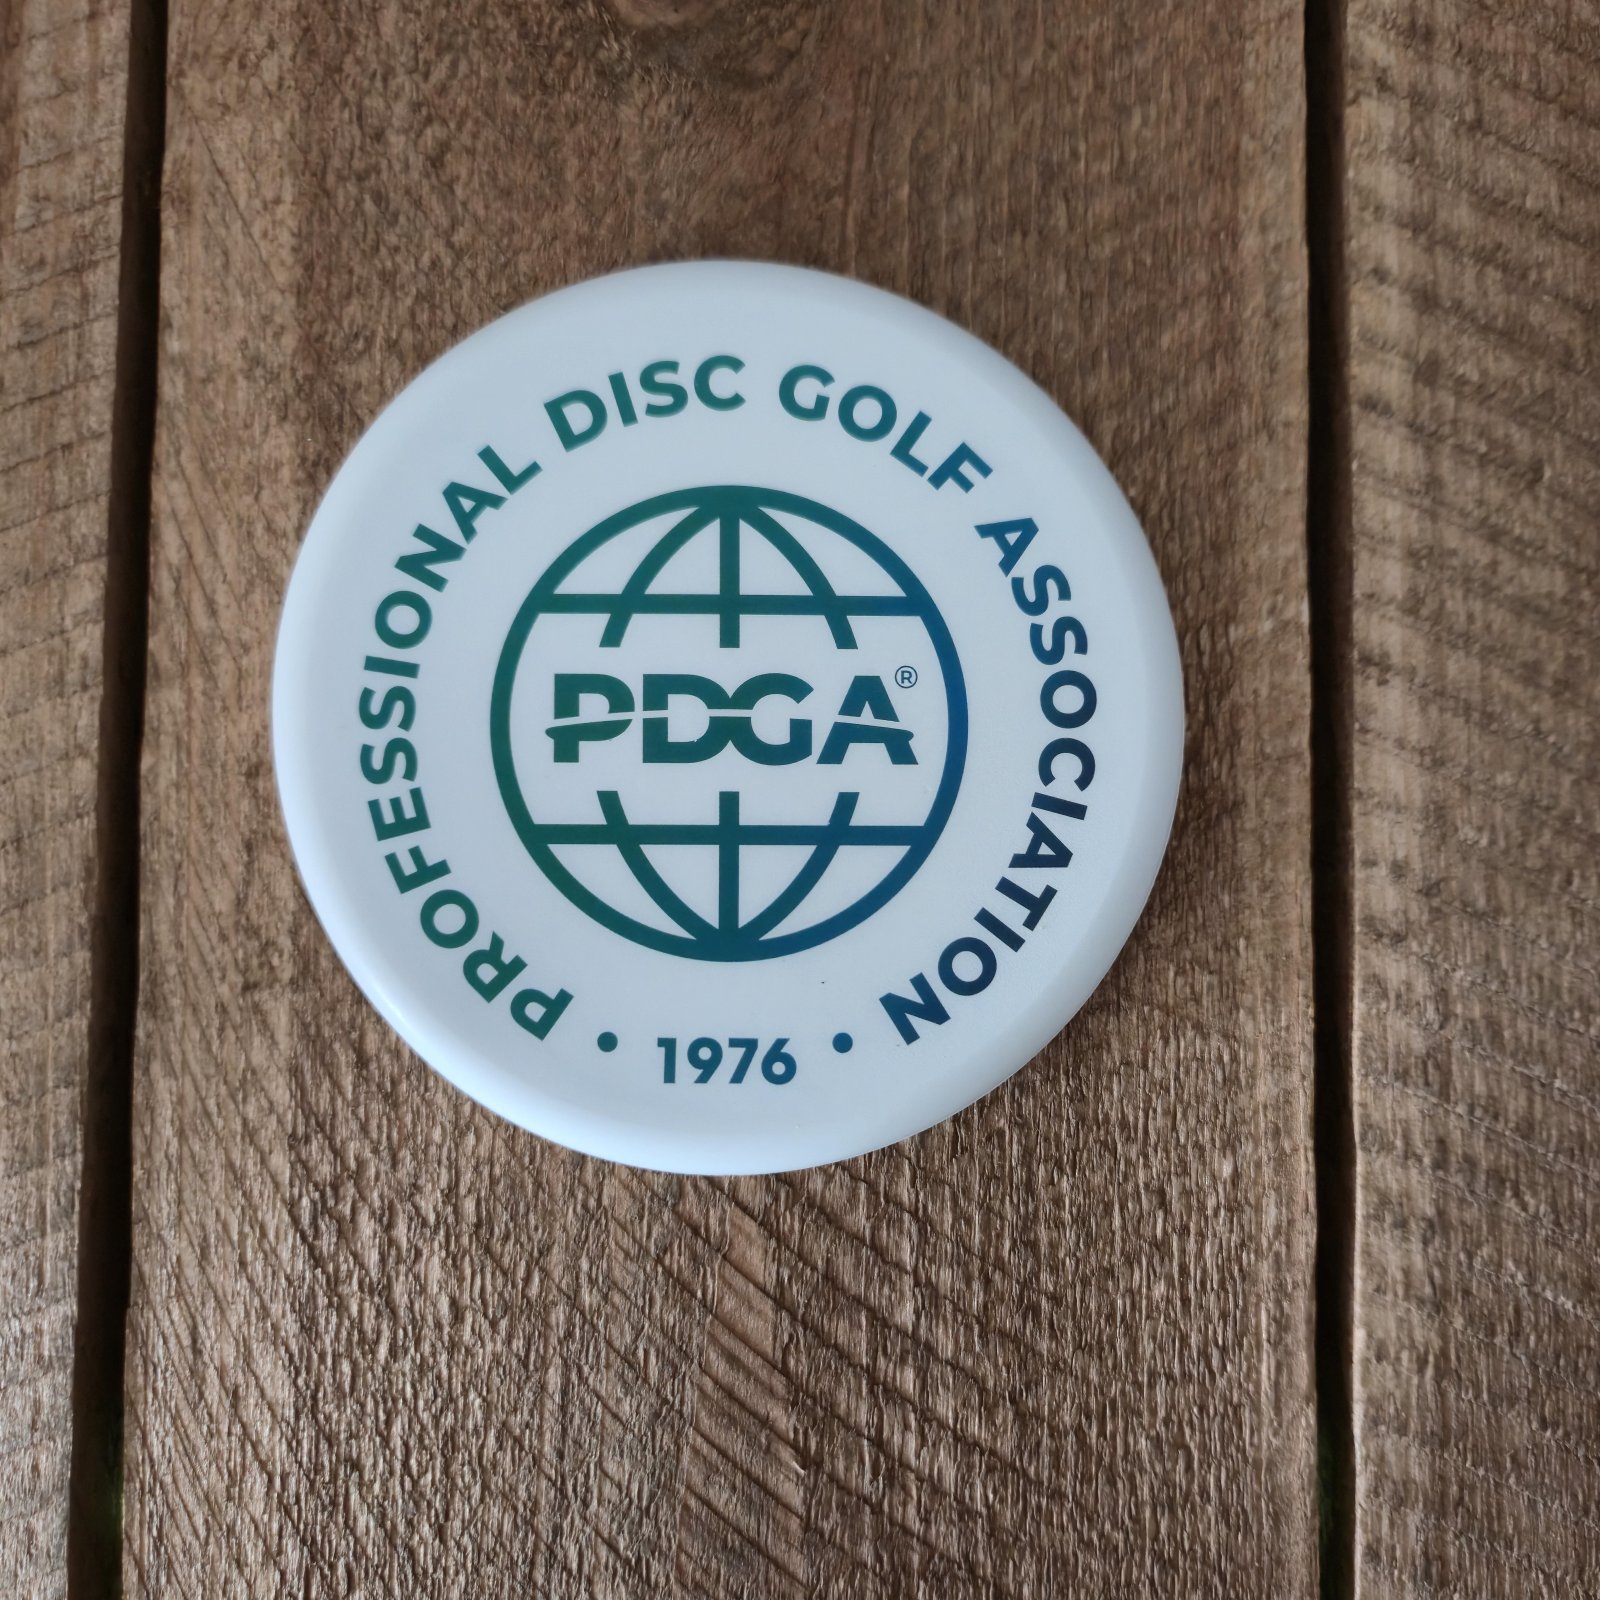 PROFESSIONAL DISC GOLF ASSOCIATION
PDGA®
• 1976 •